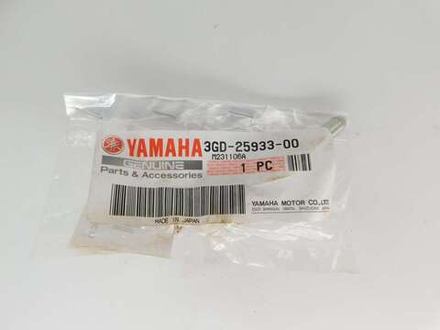 YAMAHA 3GD-25933-00
GENUINE M231106A
Parts & Accessories 1 PC
MADE IN JAPAN
YAMAHA MOTOR CO.,LTD.